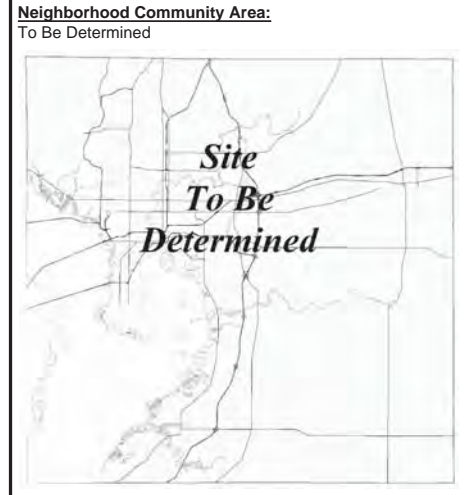 Neighborhood Community Area:
To Be Determined
Site
To Be
Determined